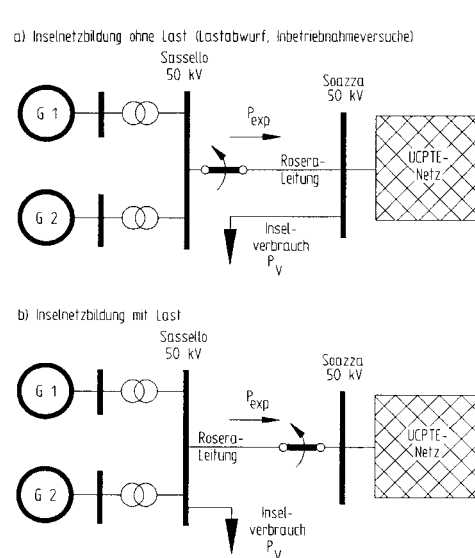 a) Inselnetzbildung ohne Last (Lastabwurf, Inbetriebnahmeversuche)
Sassello
50 kV
Soazza
50 kV
G 1
P_exp
Rosera-
Leitung
UCPTE-
Netz
G 2
Insel-
verbrauch
P_V
b) Inselnetzbildung mit Last
Sassello
50 kV
Soazza
50 kV
G 1
P_exp
Rosera-
Leitung
UCPTE-
Netz
G 2
Insel-
verbrauch
P_V